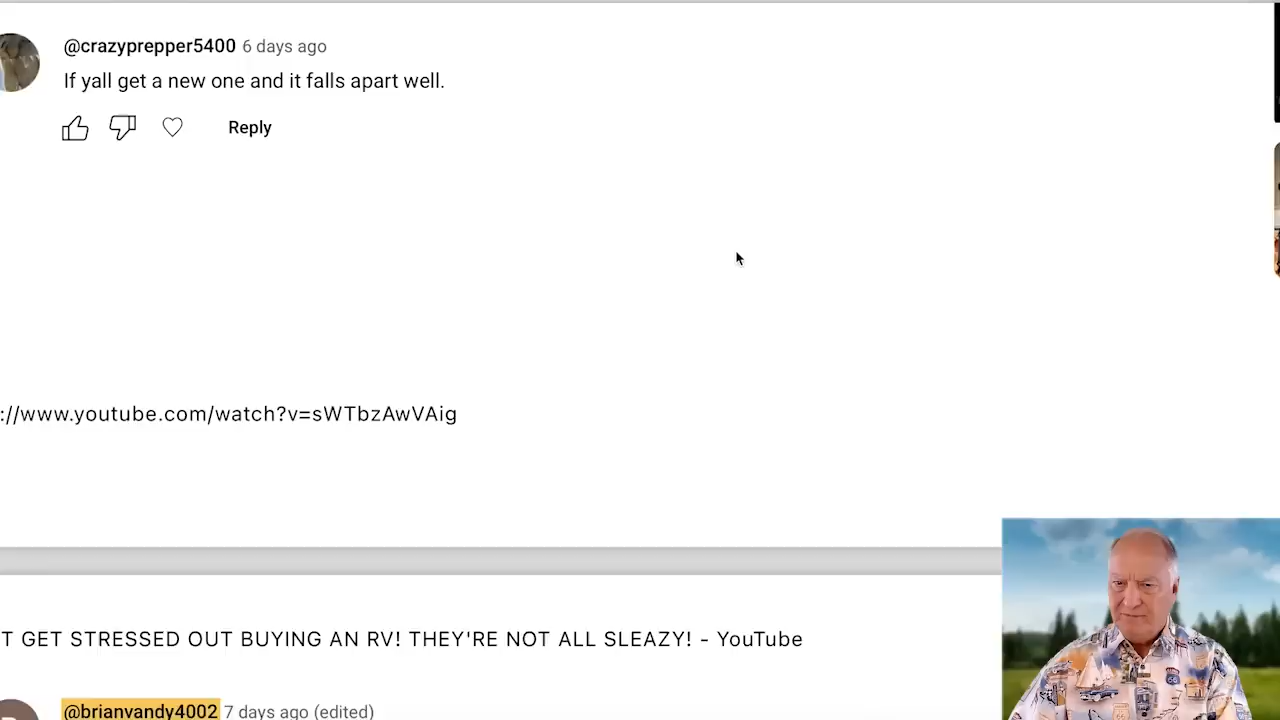 @crazyprepper5400 6 days ago
If yall get a new one and it falls apart well.
Reply
://www.youtube.com/watch?v=sWTbzAwVAig
T GET STRESSED OUT BUYING AN RV! THEY'RE NOT ALL SLEAZY! - YouTube
@brianvandy4002 7 days ago (edited)